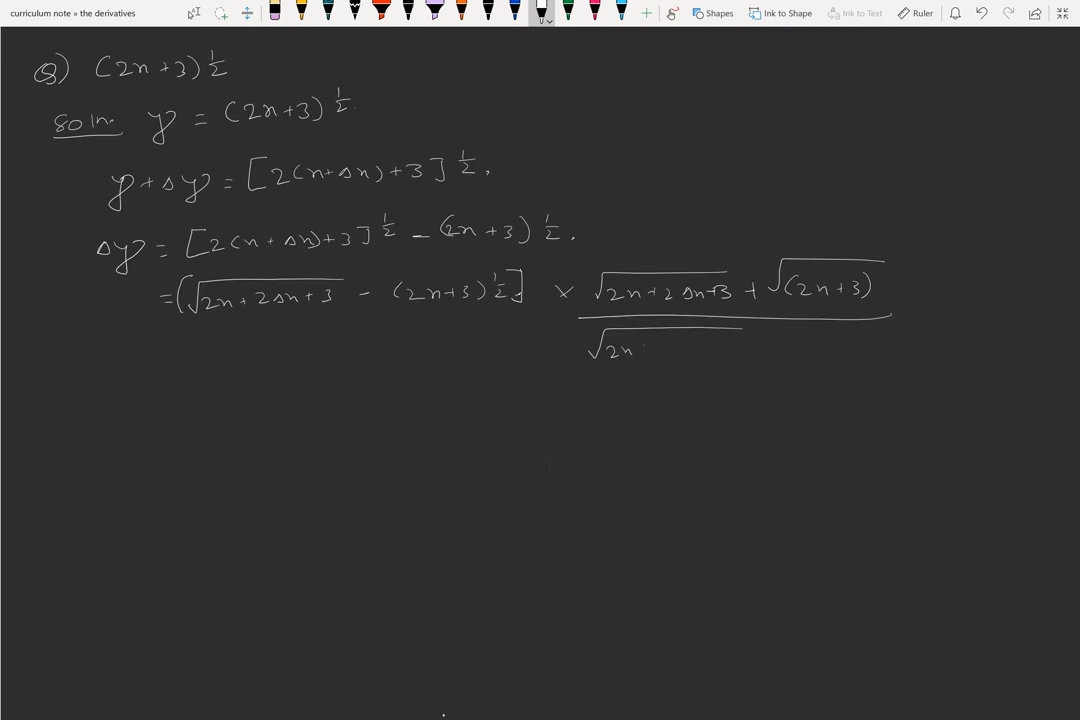 curriculum note » the derivatives
Shapes Ink to Shape Ink to Text Ruler
Q) (2x+3)^{1/2}
Soln. y = (2x+3)^{1/2}
y+Δy = [2(x+Δx)+3]^{1/2}.
Δy = [2(x+Δx)+3]^{1/2} - (2x+3)^{1/2}.
= (√(2x+2Δx+3) - (2x+3)^{1/2}] × √(2x+2Δx+3) + √(2x+3)
√2x